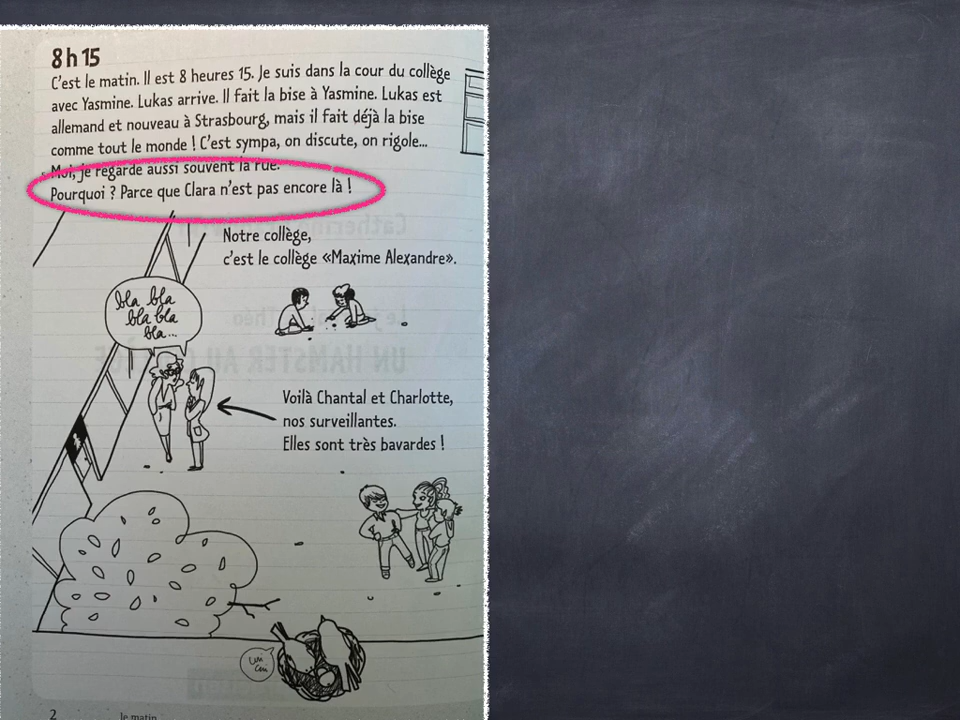 8 h 15
C'est le matin. Il est 8 heures 15. Je suis dans la cour du collège
avec Yasmine. Lukas arrive. Il fait la bise à Yasmine. Lukas est
allemand et nouveau à Strasbourg, mais il fait déjà la bise
comme tout le monde ! C'est sympa, on discute, on rigole...
Moi, je regarde aussi souvent la rue.
Pourquoi ? Parce que Clara n'est pas encore là !
Notre collège,
c'est le collège «Maxime Alexandre».
bla bla
bla bla
bla...
Voilà Chantal et Charlotte,
nos surveillantes.
Elles sont très bavardes !
2 le matin